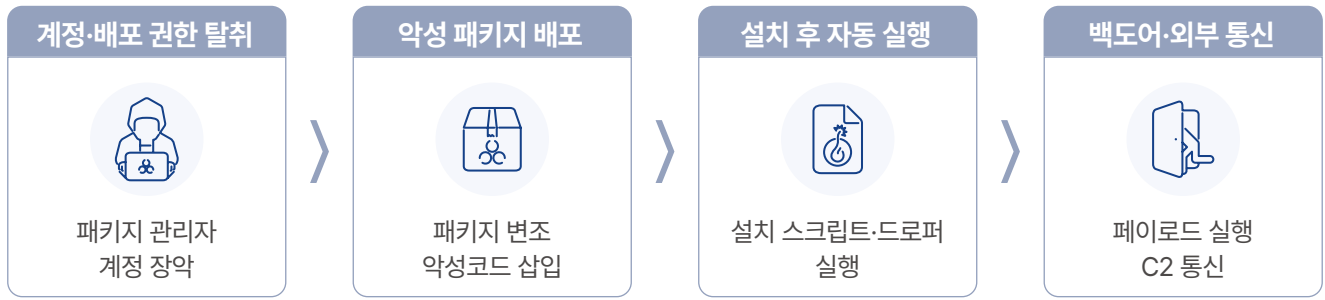 계정·배포 권한 탈취
패키지 관리자
계정 장악
악성 패키지 배포
패키지 변조
악성코드 삽입
설치 후 자동 실행
설치 스크립트·드로퍼
실행
백도어·외부 통신
페이로드 실행
C2 통신